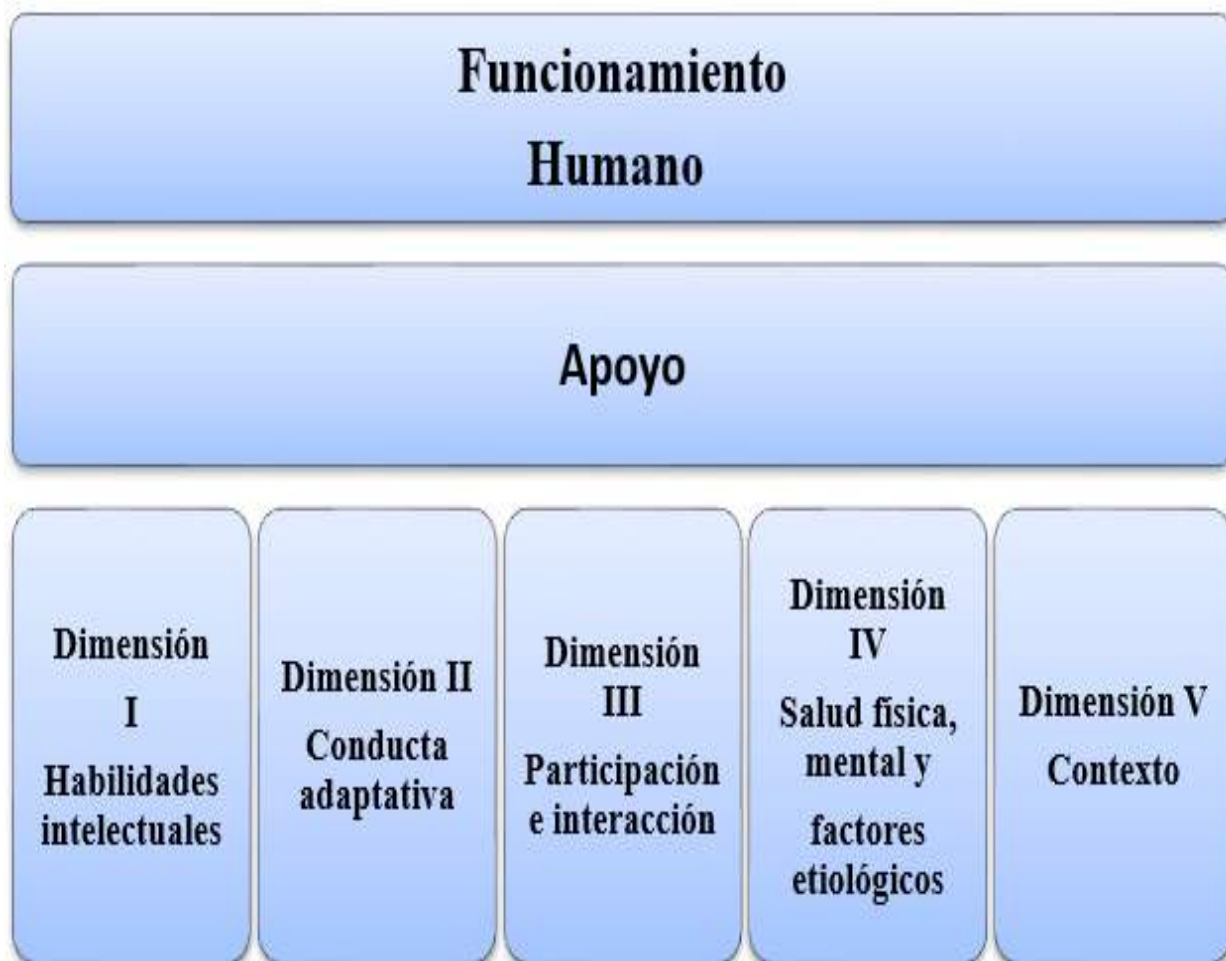 Funcionamiento
Humano
Apoyo
Dimensión
I
Habilidades
intelectuales
Dimensión II
Conducta
adaptativa
Dimensión
III
Participación
e interacción
Dimensión
IV
Salud física,
mental y
factores
etiológicos
Dimensión V
Contexto